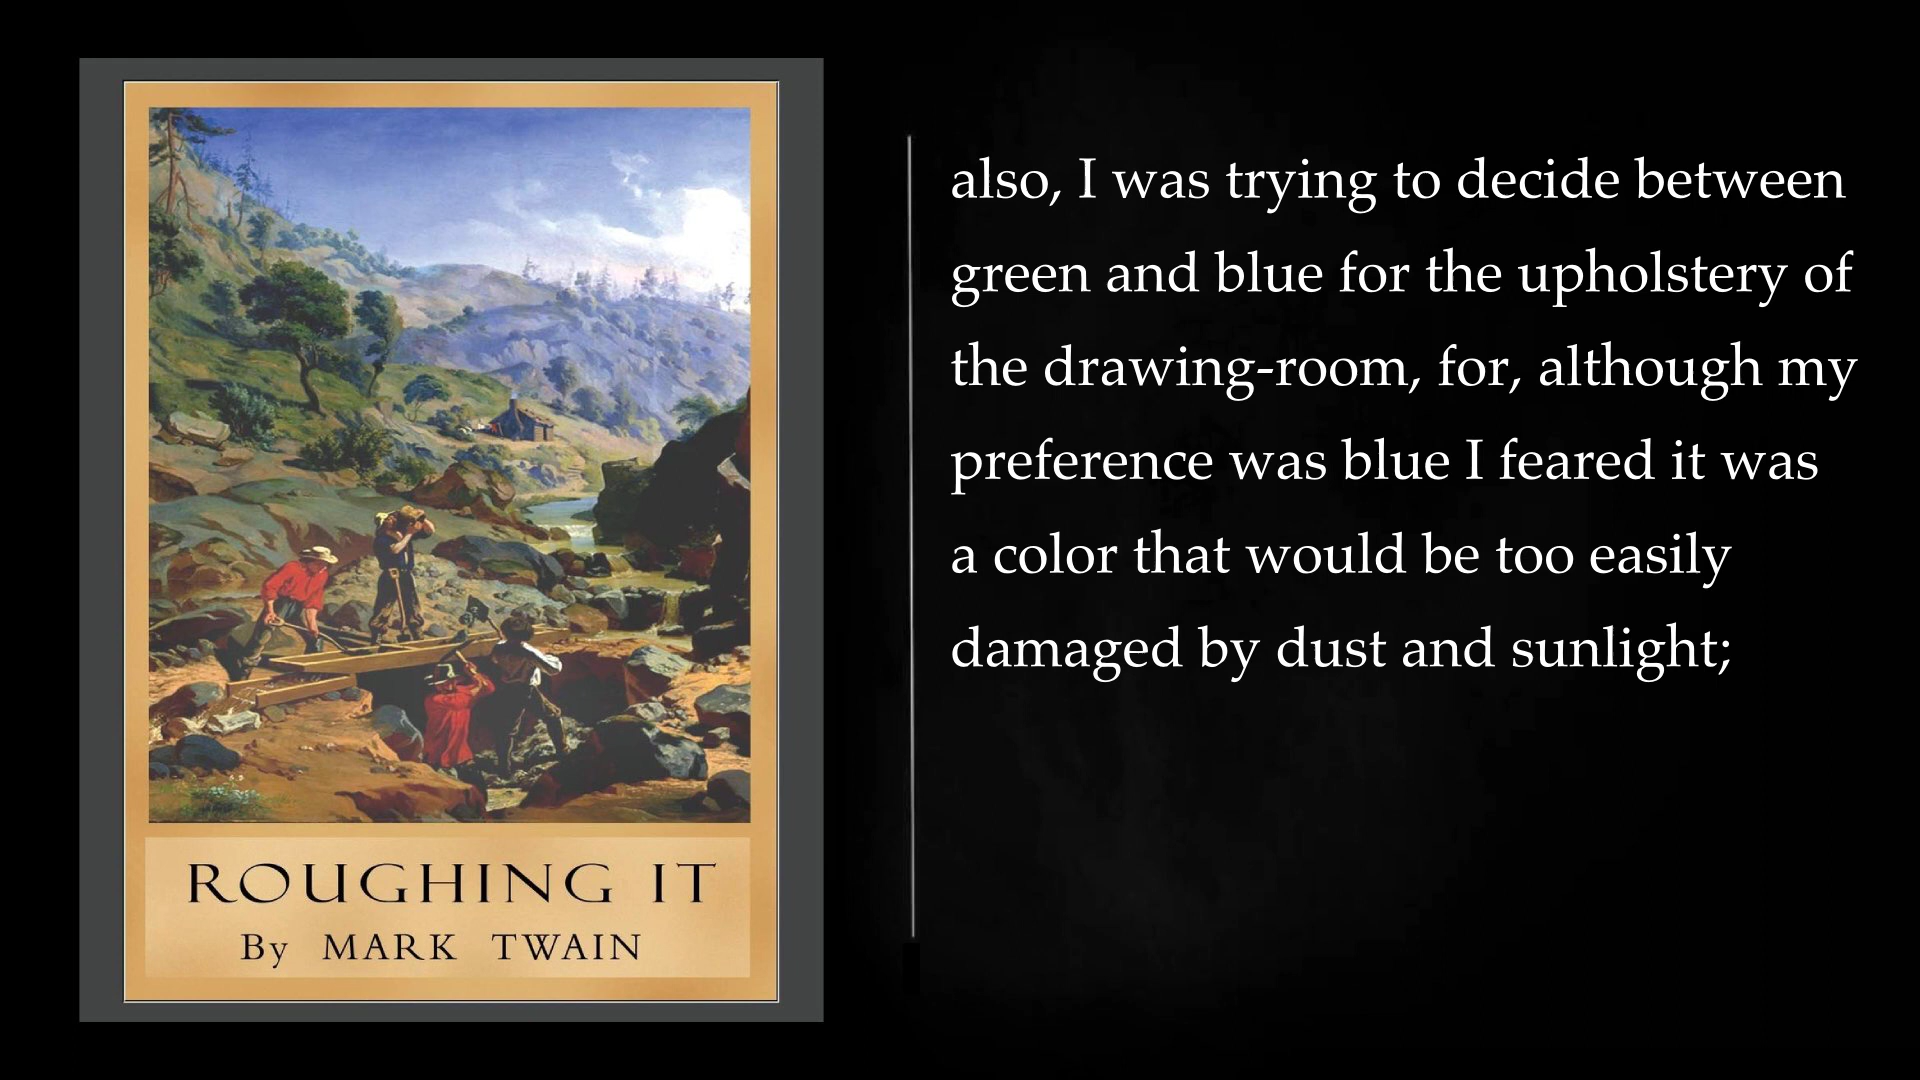 ROUGHING IT
By MARK TWAIN
also, I was trying to decide between
green and blue for the upholstery of
the drawing-room, for, although my
preference was blue I feared it was
a color that would be too easily
damaged by dust and sunlight;